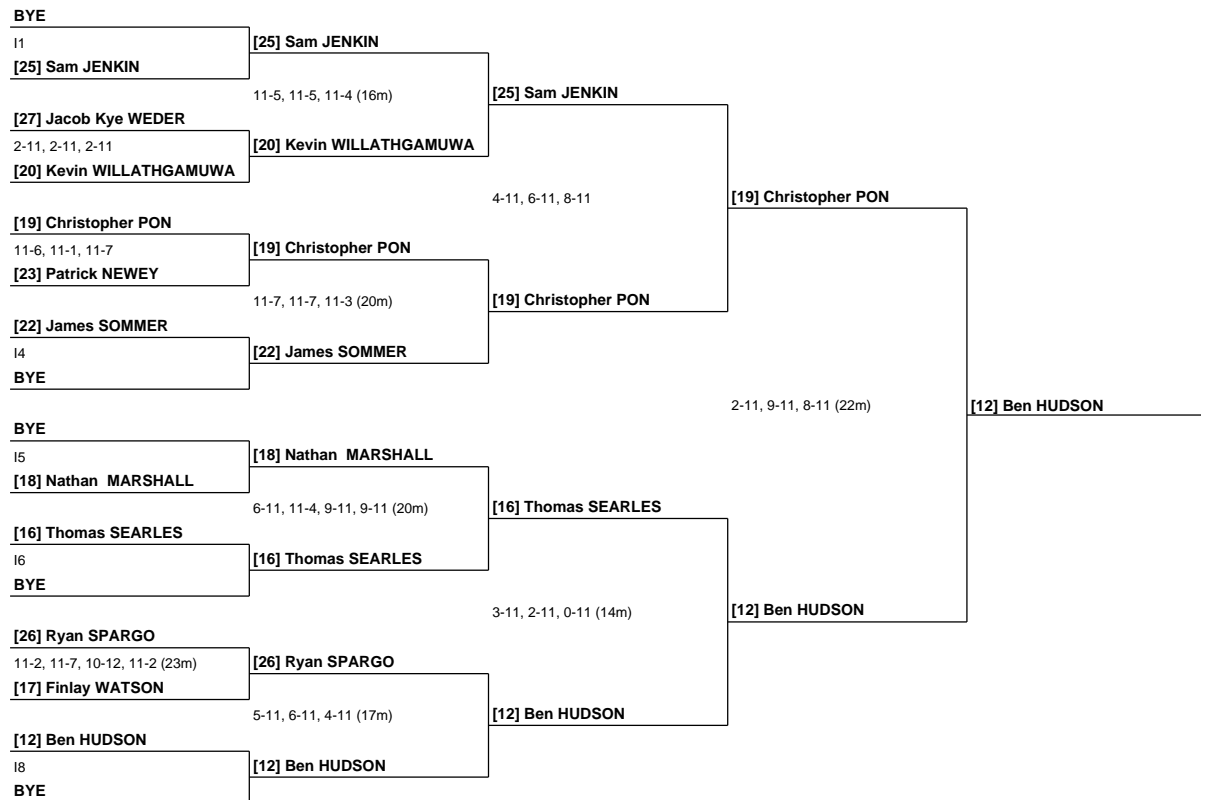 BYE
I1
[25] Sam JENKIN
[25] Sam JENKIN
11-5, 11-5, 11-4 (16m)
[25] Sam JENKIN
[27] Jacob Kye WEDER
2-11, 2-11, 2-11
[20] Kevin WILLATHGAMUWA
[20] Kevin WILLATHGAMUWA
4-11, 6-11, 8-11
[19] Christopher PON
[19] Christopher PON
11-6, 11-1, 11-7
[19] Christopher PON
[23] Patrick NEWEY
11-7, 11-7, 11-3 (20m)
[19] Christopher PON
[22] James SOMMER
I4
[22] James SOMMER
BYE
2-11, 9-11, 8-11 (22m)
[12] Ben HUDSON
BYE
I5
[18] Nathan  MARSHALL
[18] Nathan  MARSHALL
6-11, 11-4, 9-11, 9-11 (20m)
[16] Thomas SEARLES
[16] Thomas SEARLES
I6
[16] Thomas SEARLES
BYE
3-11, 2-11, 0-11 (14m)
[12] Ben HUDSON
[26] Ryan SPARGO
11-2, 11-7, 10-12, 11-2 (23m)
[26] Ryan SPARGO
[17] Finlay WATSON
5-11, 6-11, 4-11 (17m)
[12] Ben HUDSON
[12] Ben HUDSON
I8
[12] Ben HUDSON
BYE